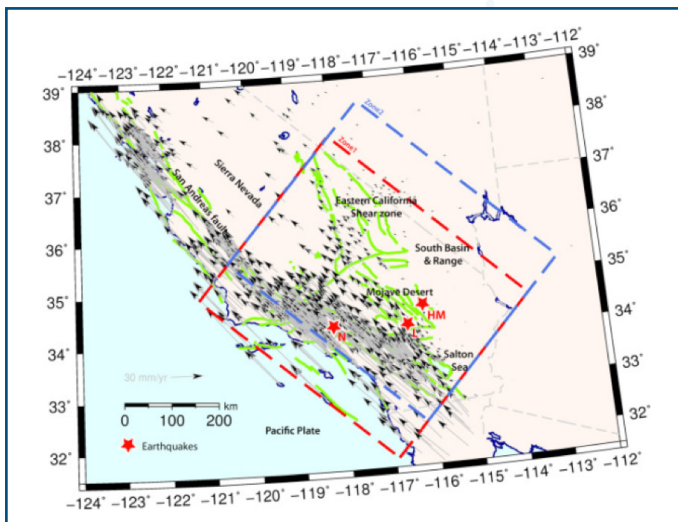 −124° −123° −122° −121° −120° −119° −118° −117° −116° −115° −114° −113° −112°
39°
39°
38°
38°
37°
37°
36°
36°
35°
35°
34°
34°
33°
33°
32°
32°
Zone2
Zone1
Sierra Nevada
San Andreas fault
Eastern California
Shear zone
South Basin
& Range
Mojave Desert
HM
L
N
Salton
Sea
30 mm/yr
0 50 100 200 km
Earthquakes
Pacific Plate
−124° −123° −122° −121° −120° −119° −118° −117° −116° −115° −114° −113° −112°